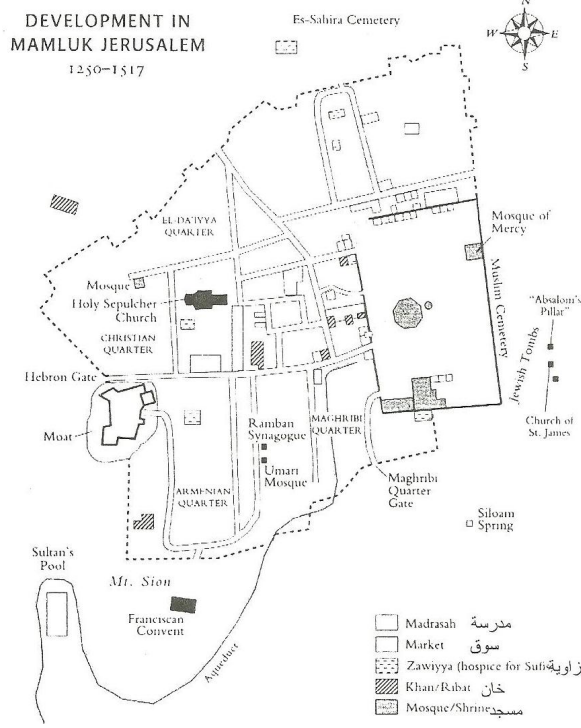 DEVELOPMENT IN
MAMLUK JERUSALEM
1250–1517
Es-Sahira Cemetery
N
W E
S
EL-DA'IYYA
QUARTER
Mosque of
Mercy
Mosque
Holy Sepulcher
Church
Muslim Cemetery
"Absalom's
Pillar"
Jewish Tombs
CHRISTIAN
QUARTER
Hebron Gate
Church of
St. James
Moat
Ramban
Synagogue
MAGHRIBI
QUARTER
Umari
Mosque
ARMENIAN
QUARTER
Maghribi
Quarter
Gate
Siloam
Spring
Sultan's
Pool
Mt. Sion
Franciscan
Convent
Aqueduct
Madrasah مدرسة
Market سوق
Zawiyya (hospice for Sufis زاوية
Khan/Ribat خان
Mosque/Shrine مسجد